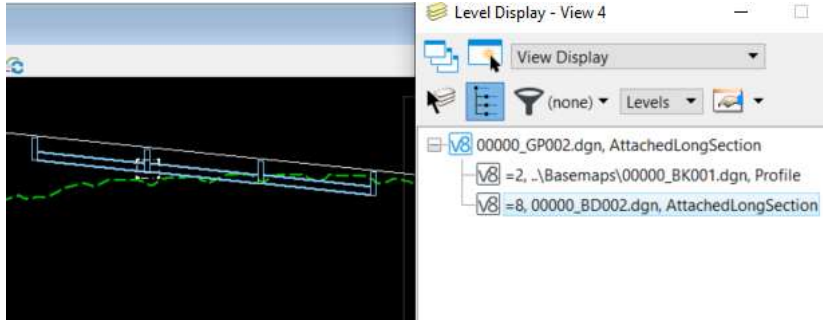 Level Display - View 4
View Display
(none) Levels
V8 00000_GP002.dgn, AttachedLongSection
V8 =2, ..\Basemaps\00000_BK001.dgn, Profile
V8 =8, 00000_BD002.dgn, AttachedLongSection